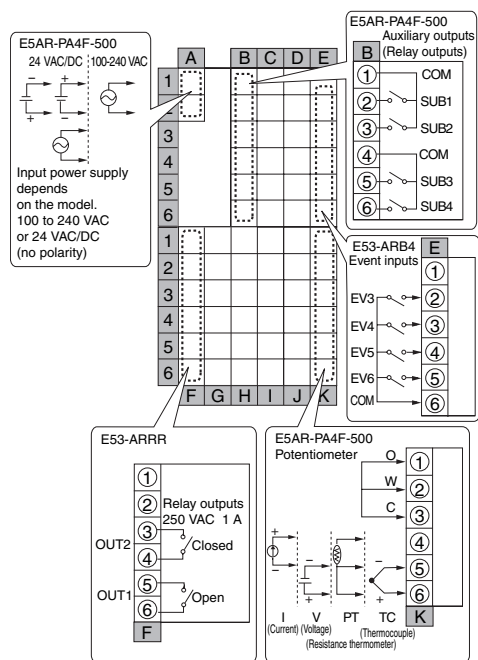 E5AR-PA4F-500
24 VAC/DC 100-240 VAC
− + 
+ −
Input power supply
depends
on the model.
100 to 240 VAC
or 24 VAC/DC
(no polarity)
A B C D E
1
2
3
4
5
6
1
2
3
4
5
6
F G H I J K
E5AR-PA4F-500
Auxiliary outputs
(Relay outputs)
B
1 COM
2 SUB1
3 SUB2
4 COM
5 SUB3
6 SUB4
E53-ARB4
Event inputs
E
1
EV3 2
EV4 3
EV5 4
EV6 5
COM 6
E53-ARRR
1
2
Relay outputs
250 VAC 1 A
3
OUT2 Closed
4
5
OUT1 Open
6
F
E5AR-PA4F-500
Potentiometer
O 1
W 2
C 3
4
5
6
+ − −
− + +
I V PT TC K
(Current) (Voltage) (Thermocouple)
(Resistance thermometer)